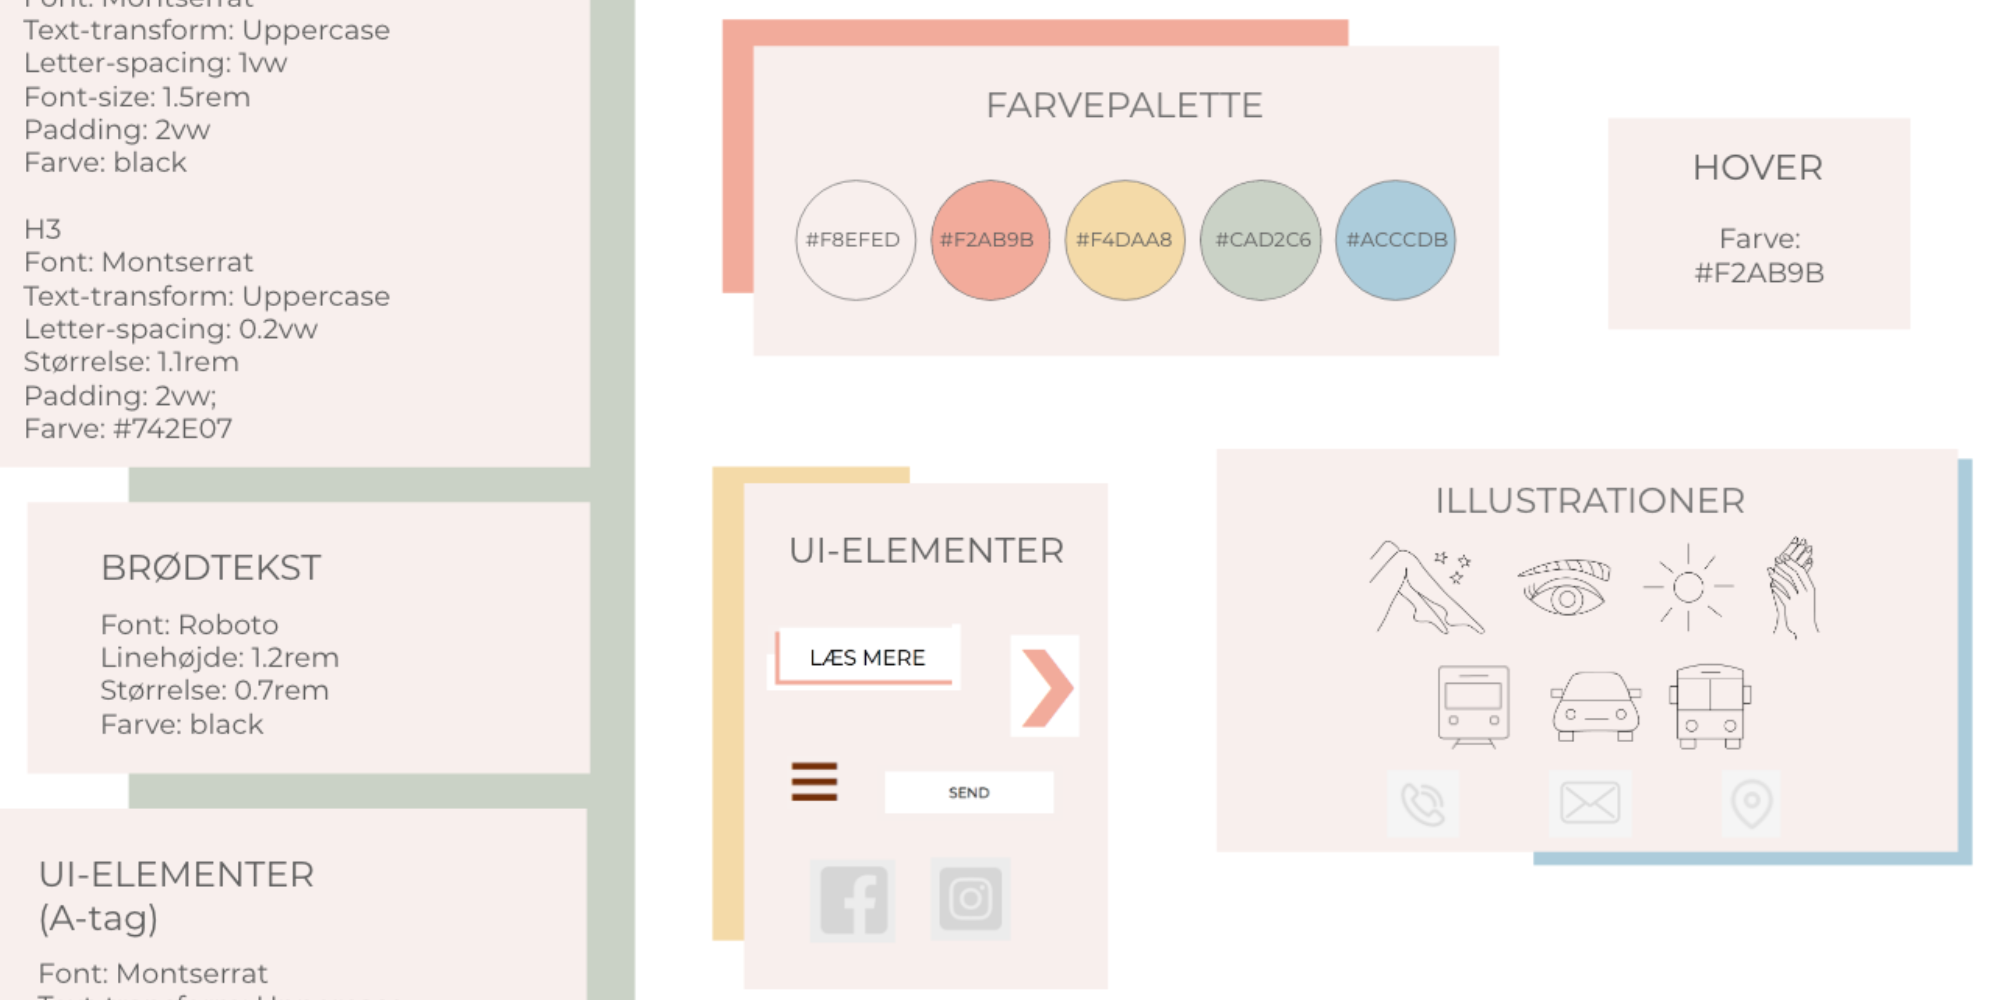 Font: Montserrat
Text-transform: Uppercase
Letter-spacing: 1vw
Font-size: 1.5rem
Padding: 2vw
Farve: black
H3
Font: Montserrat
Text-transform: Uppercase
Letter-spacing: 0.2vw
Størrelse: 1.1rem
Padding: 2vw;
Farve: #742E07
BRØDTEKST
Font: Roboto
Linehøjde: 1.2rem
Størrelse: 0.7rem
Farve: black
UI-ELEMENTER
(A-tag)
Font: Montserrat
FARVEPALETTE
#F8EFED #F2AB9B #F4DAA8 #CAD2C6 #ACCCDB
HOVER
Farve:
#F2AB9B
UI-ELEMENTER
LÆS MERE
SEND
ILLUSTRATIONER